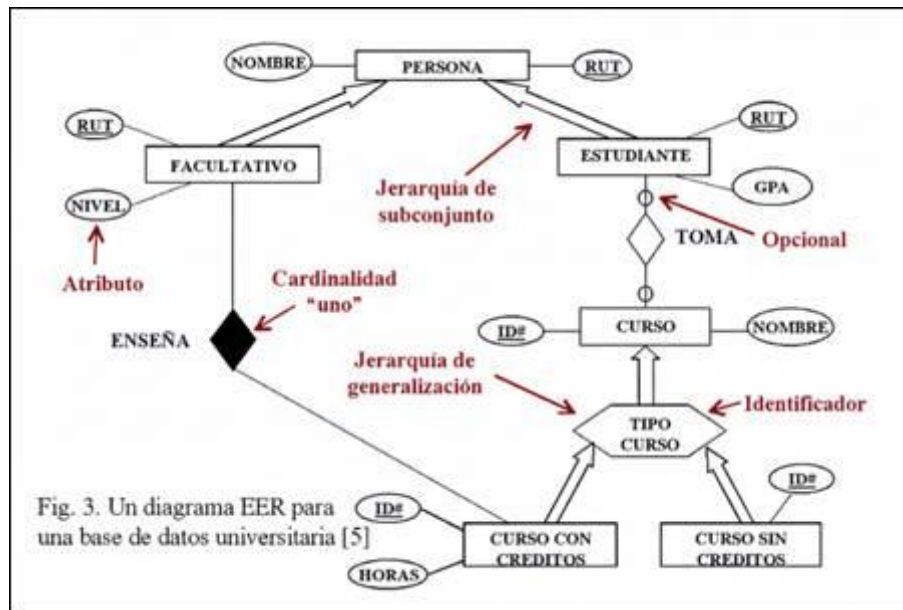 NOMBRE
PERSONA
RUT
RUT
RUT
FACULTATIVO
ESTUDIANTE
NIVEL
GPA
Jerarquía de
subconjunto
TOMA
Opcional
Atributo
Cardinalidad
“uno”
ENSEÑA
ID#
CURSO
NOMBRE
Jerarquía de
generalización
Identificador
TIPO
CURSO
Fig. 3. Un diagrama EER para
una base de datos universitaria [5]
ID#
ID#
HORAS
CURSO CON
CREDITOS
CURSO SIN
CREDITOS